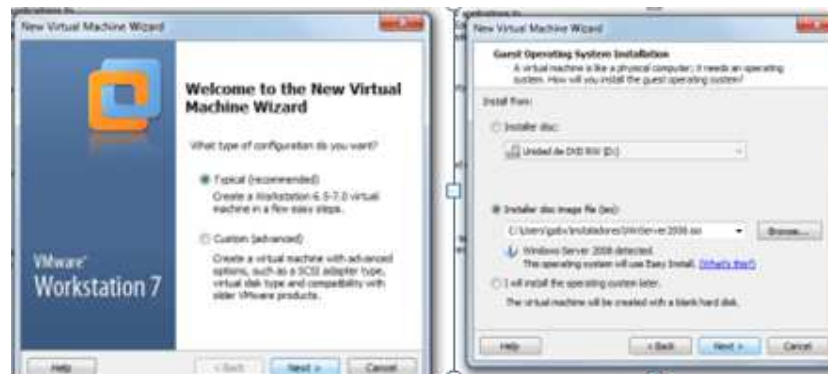 New Virtual Machine Wizard
Welcome to the New Virtual
Machine Wizard
What type of configuration do you want?
Typical (recommended)
Create a Workstation 6.5-7.0 virtual
machine in a few easy steps.
Custom (advanced)
Create a virtual machine with advanced
options, such as a SCSI adapter type,
virtual disk type and compatibility with
older VMware products.
VMware
Workstation 7
Help
< Back
Next >
Cancel
New Virtual Machine Wizard
Guest Operating System Installation
A virtual machine is like a physical computer; it needs an operating
system. How will you install the guest operating system?
Install from:
Installer disc:
Unidad de DVD RW (D:)
Installer disc image file (iso):
Browse...
Windows Server 2008 detected.
This operating system will use Easy Install. (What's this?)
I will install the operating system later.
The virtual machine will be created with a blank hard disk.
Help
< Back
Next >
Cancel